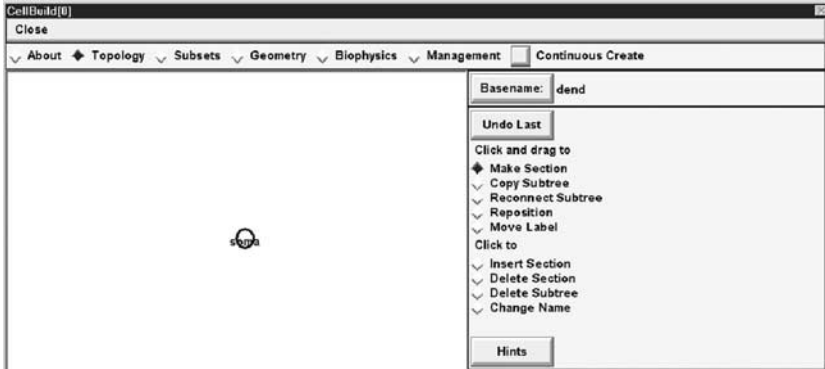 CellBuild[0]
Close
About Topology Subsets Geometry Biophysics Management Continuous Create
Basename: dend
Undo Last
Click and drag to
Make Section
Copy Subtree
Reconnect Subtree
Reposition
Move Label
soma
Click to
Insert Section
Delete Section
Delete Subtree
Change Name
Hints